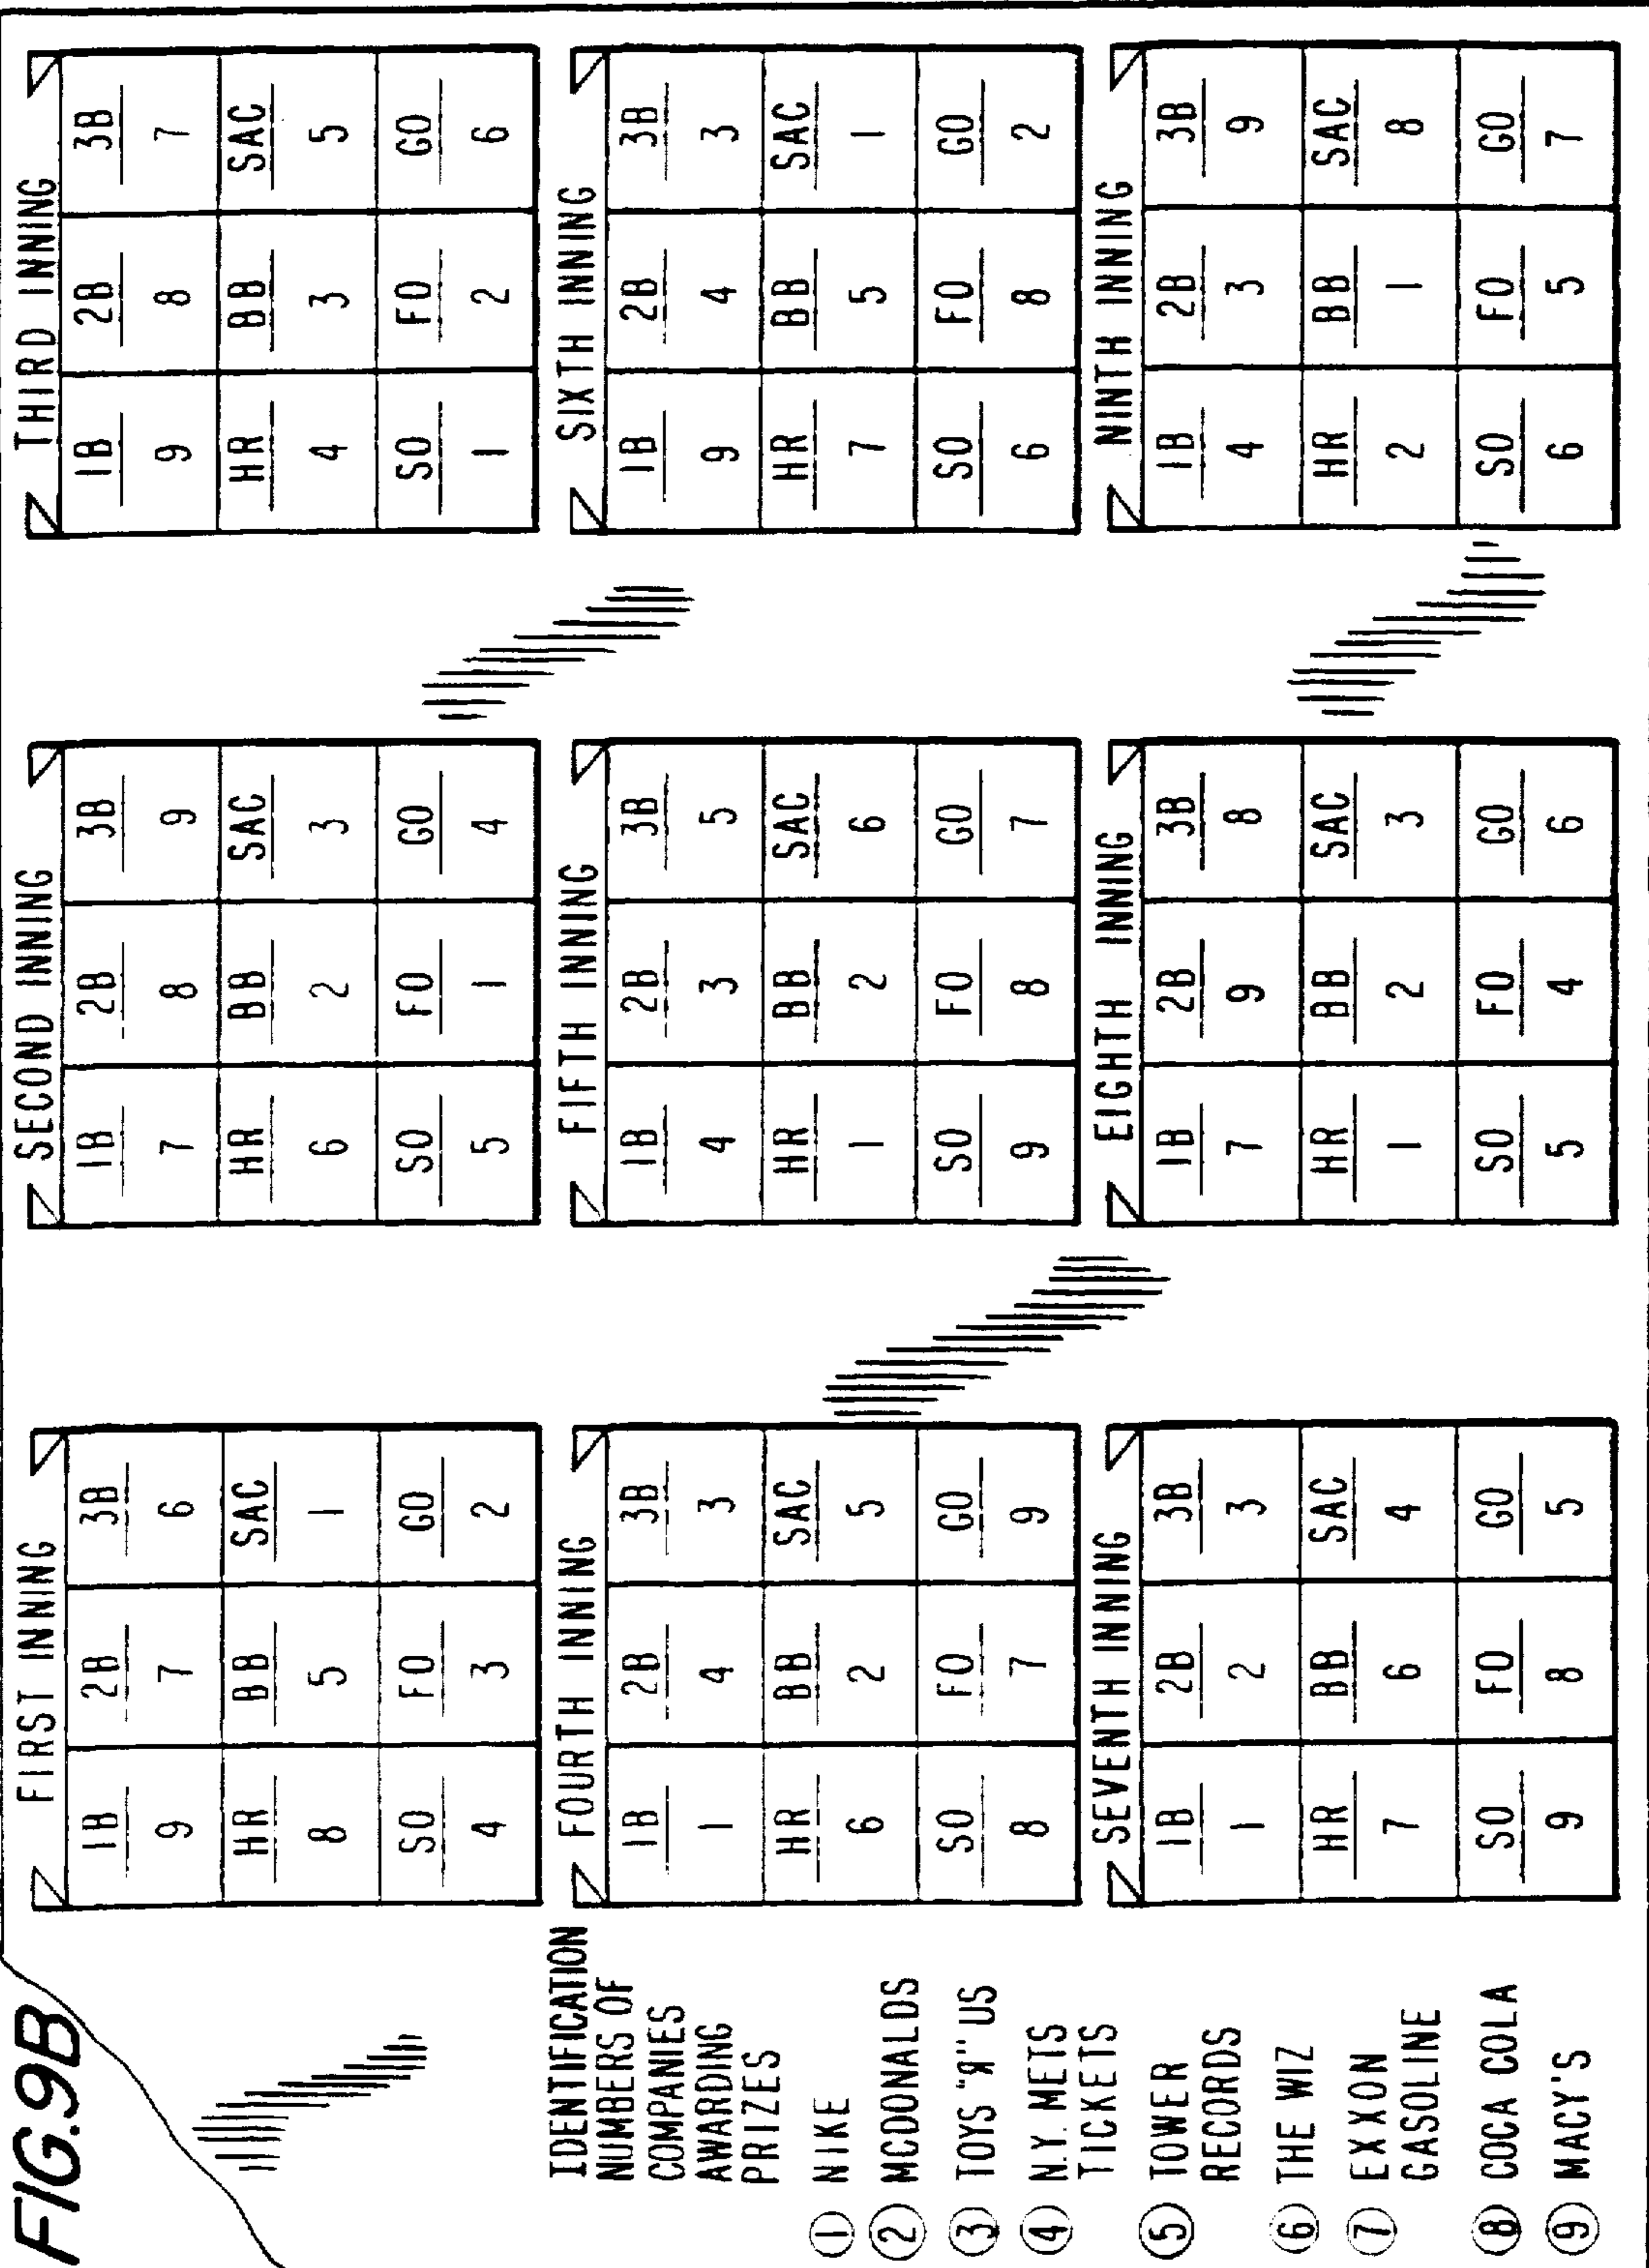 FIG.9B
FIRST INNING
1B 2B 3B
9 7 6
HR BB SAC
8 5 1
SO FO GO
4 3 2
SECOND INNING
1B 2B 3B
7 8 9
HR BB SAC
6 2 3
SO FO GO
5 1 4
THIRD INNING
1B 2B 3B
9 8 7
HR BB SAC
4 3 5
SO FO GO
1 2 6
IDENTIFICATION
NUMBERS OF
COMPANIES
AWARDING
PRIZES
① NIKE
② MCDONALDS
③ TOYS "Я" US
④ N.Y. METS
TICKETS
⑤ TOWER
RECORDS
⑥ THE WIZ
⑦ EXXON
GASOLINE
⑧ COCA COLA
⑨ MACY'S
FOURTH INNING
1B 2B 3B
1 4 3
HR BB SAC
6 2 5
SO FO GO
8 7 9
FIFTH INNING
1B 2B 3B
4 3 5
HR BB SAC
1 2 6
SO FO GO
9 8 7
SIXTH INNING
1B 2B 3B
9 4 3
HR BB SAC
7 5 1
SO FO GO
6 8 2
SEVENTH INNING
1B 2B 3B
1 2 3
HR BB SAC
7 6 4
SO FO GO
9 8 5
EIGHTH INNING
1B 2B 3B
7 9 8
HR BB SAC
1 2 3
SO FO GO
5 4 6
NINTH INNING
1B 2B 3B
4 3 9
HR BB SAC
2 1 8
SO FO GO
6 5 7